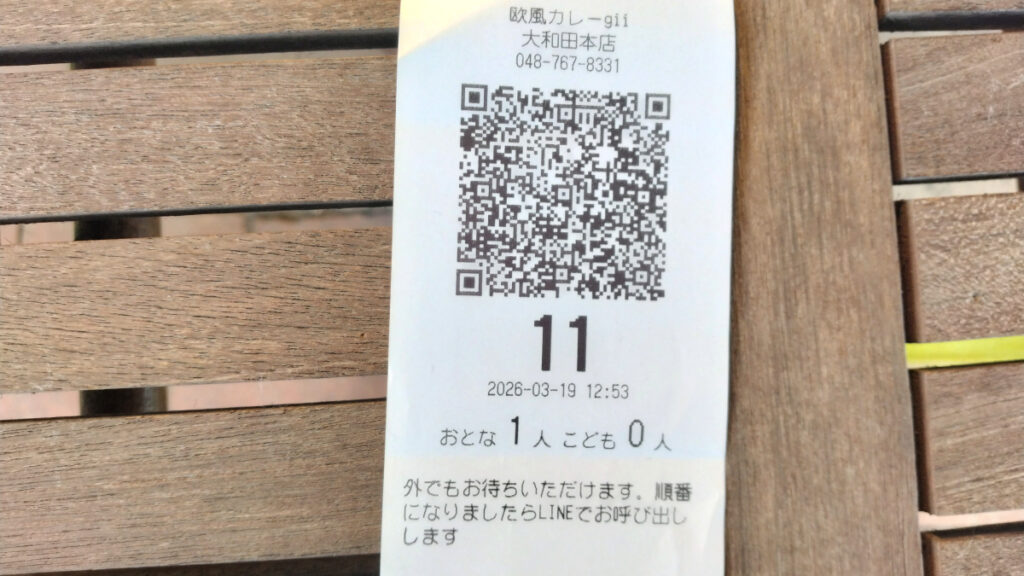 欧風カレーgii
大和田本店
048-767-8331
11
2026-03-19 12:53
おとな 1 人 こども 0 人
外でもお待ちいただけます。順番
になりましたらLINEでお呼び出し
します